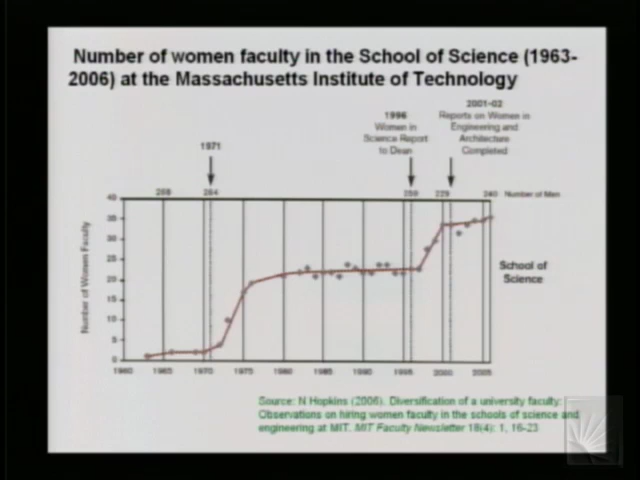 Number of women faculty in the School of Science (1963-
2006) at the Massachusetts Institute of Technology
2001-02
Reports on Women in
Engineering and
Architecture
Completed
1996
Women in
Science Report
to Dean
1971
264
259
229
240 Number of Men
40
35
30
25
20
15
10
5
0
Number of Women Faculty
School of
Science
1960 1965 1970 1975 1980 1985 1990 1995 2000 2005
Source: N Hopkins (2006). Diversification of a university faculty:
Observations on hiring women faculty in the schools of science and
engineering at MIT. MIT Faculty Newsletter 18(4): 1, 16-23